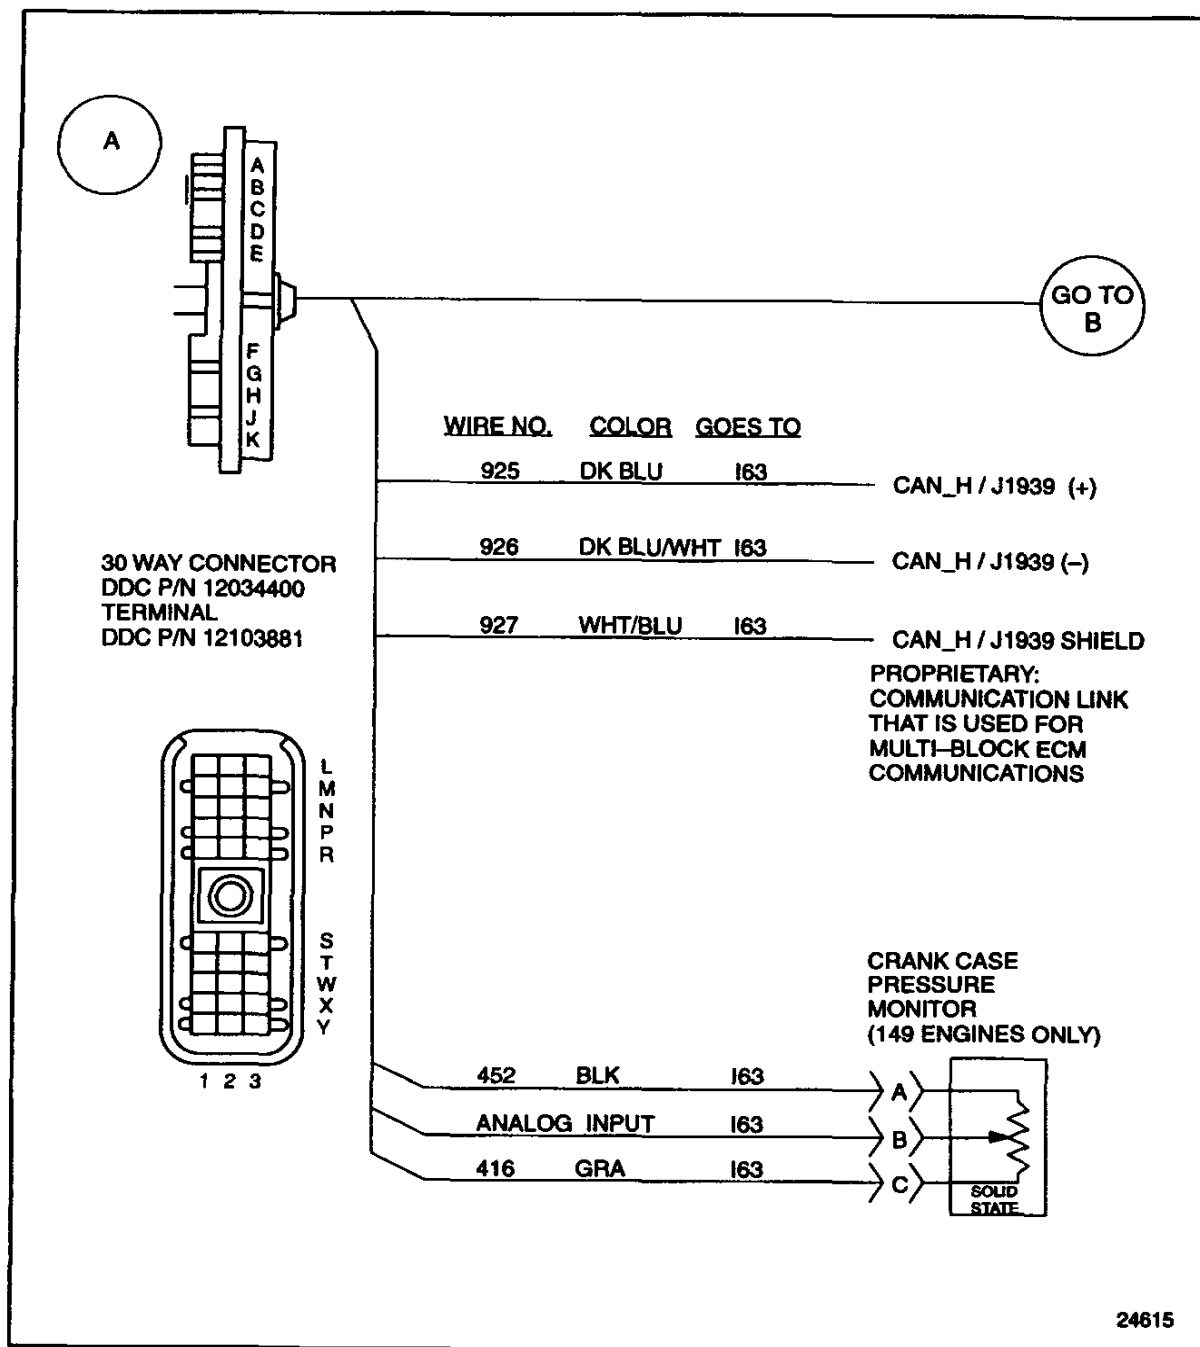 A
A
B
C
D
E
GO TO
B
F
G
H
J
K
WIRE NO. COLOR GOES TO
925 DK BLU I63 CAN_H / J1939 (+)
926 DK BLU/WHT I63 CAN_H / J1939 (–)
927 WHT/BLU I63 CAN_H / J1939 SHIELD
30 WAY CONNECTOR
DDC P/N 12034400
TERMINAL
DDC P/N 12103881
PROPRIETARY:
COMMUNICATION LINK
THAT IS USED FOR
MULTI–BLOCK ECM
COMMUNICATIONS
L
M
N
P
R
S
T
W
X
Y
1 2 3
CRANK CASE
PRESSURE
MONITOR
(149 ENGINES ONLY)
452 BLK I63 A
ANALOG INPUT I63 B
416 GRA I63 C
SOLID
STATE
24615